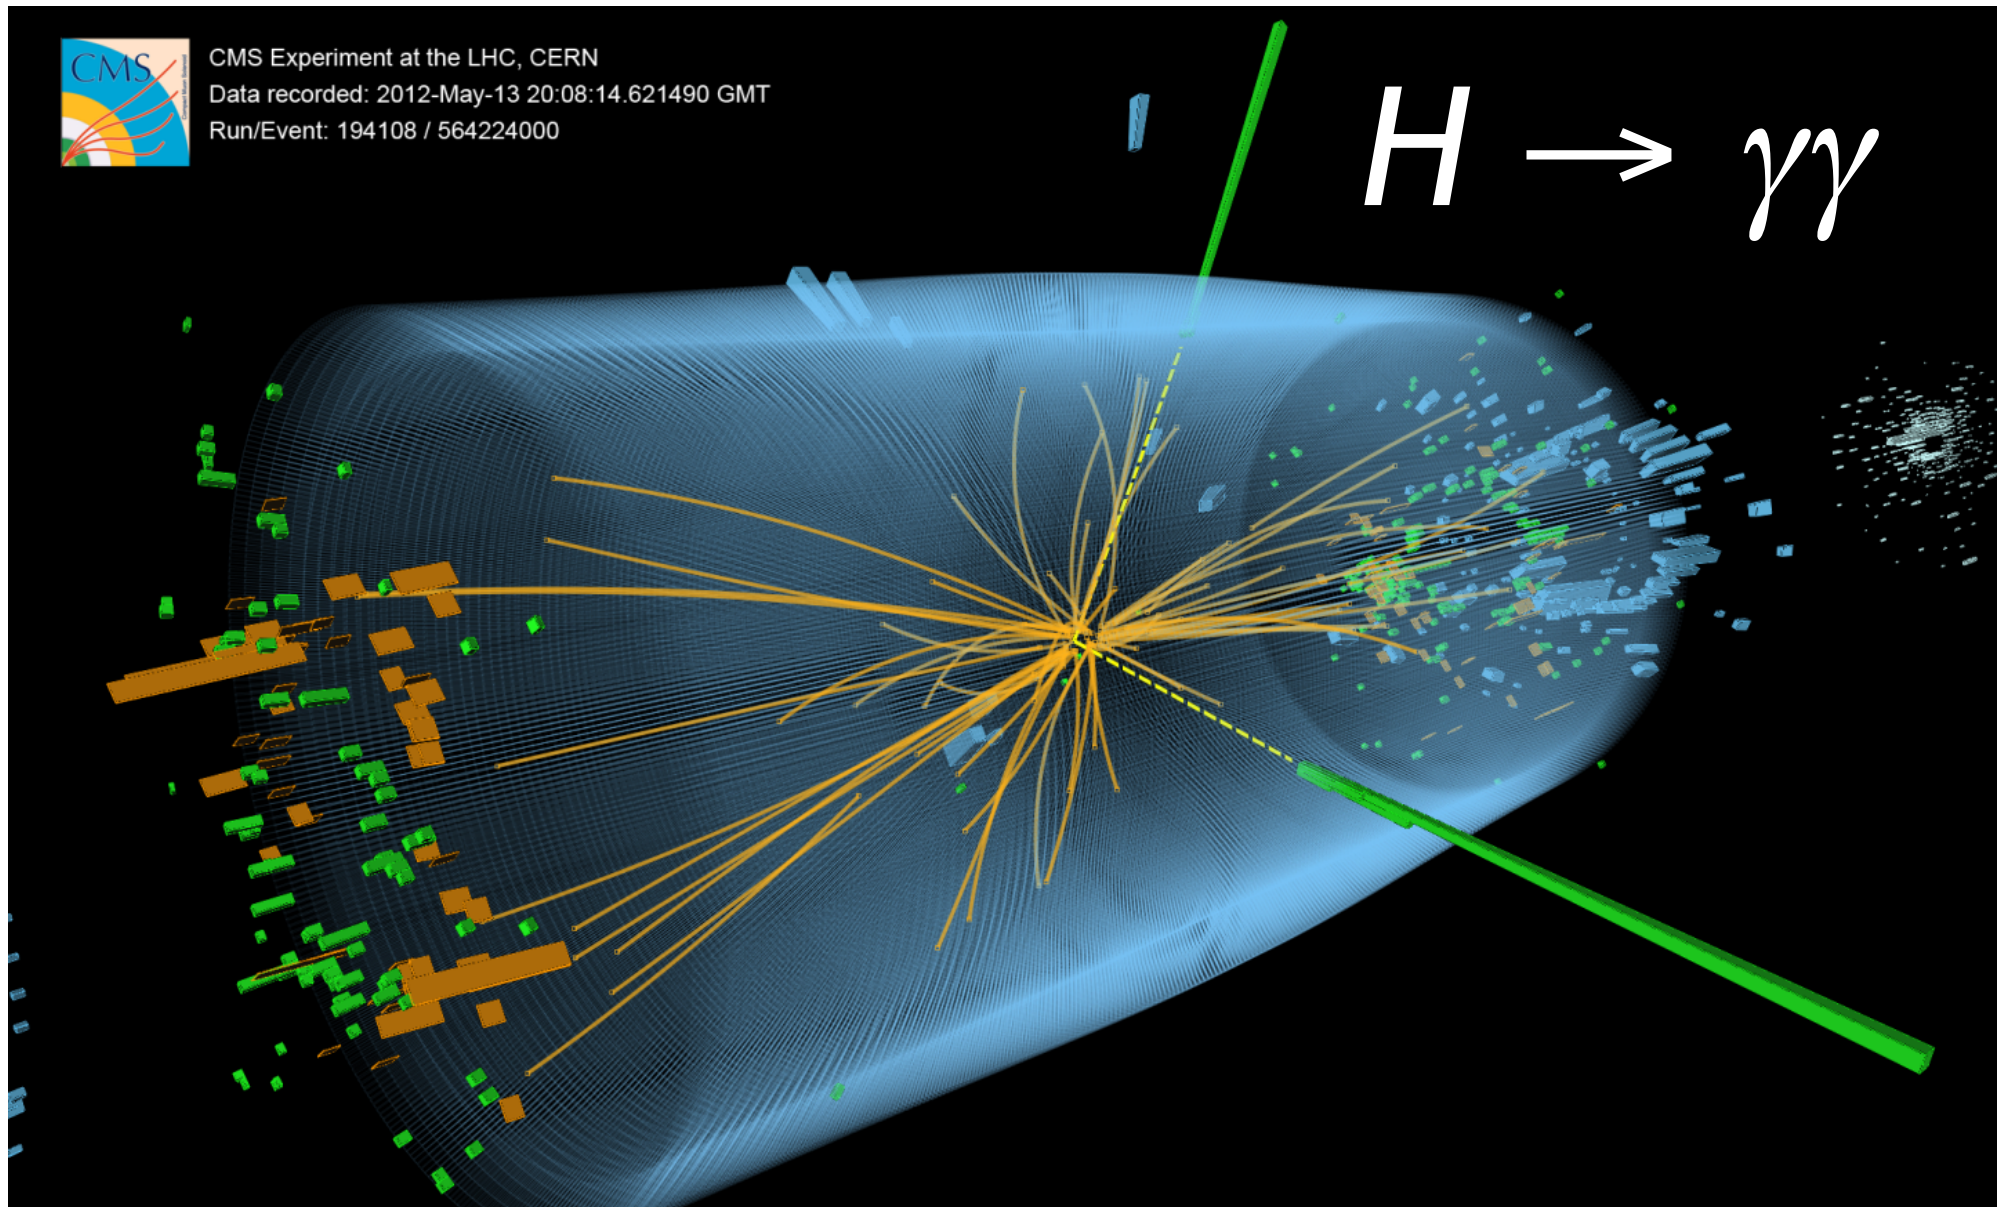 CMS
CMS Experiment at the LHC, CERN
Data recorded: 2012-May-13 20:08:14.621490 GMT
Run/Event: 194108 / 564224000
H → γγ